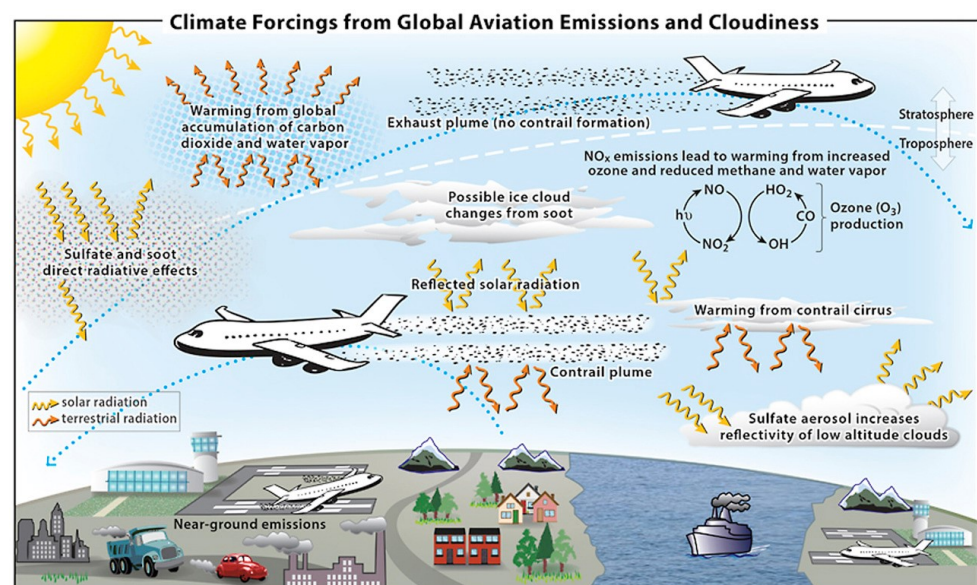 Climate Forcings from Global Aviation Emissions and Cloudiness
Warming from global
accumulation of carbon
dioxide and water vapor
Exhaust plume (no contrail formation)
Stratosphere
Troposphere
NOₓ emissions lead to warming from increased
ozone and reduced methane and water vapor
NO
HO₂
hυ
CO
NO₂
OH
Ozone (O₃)
production
Possible ice cloud
changes from soot
Sulfate and soot
direct radiative effects
Reflected solar radiation
Warming from contrail cirrus
Contrail plume
solar radiation
terrestrial radiation
Sulfate aerosol increases
reflectivity of low altitude clouds
Near-ground emissions